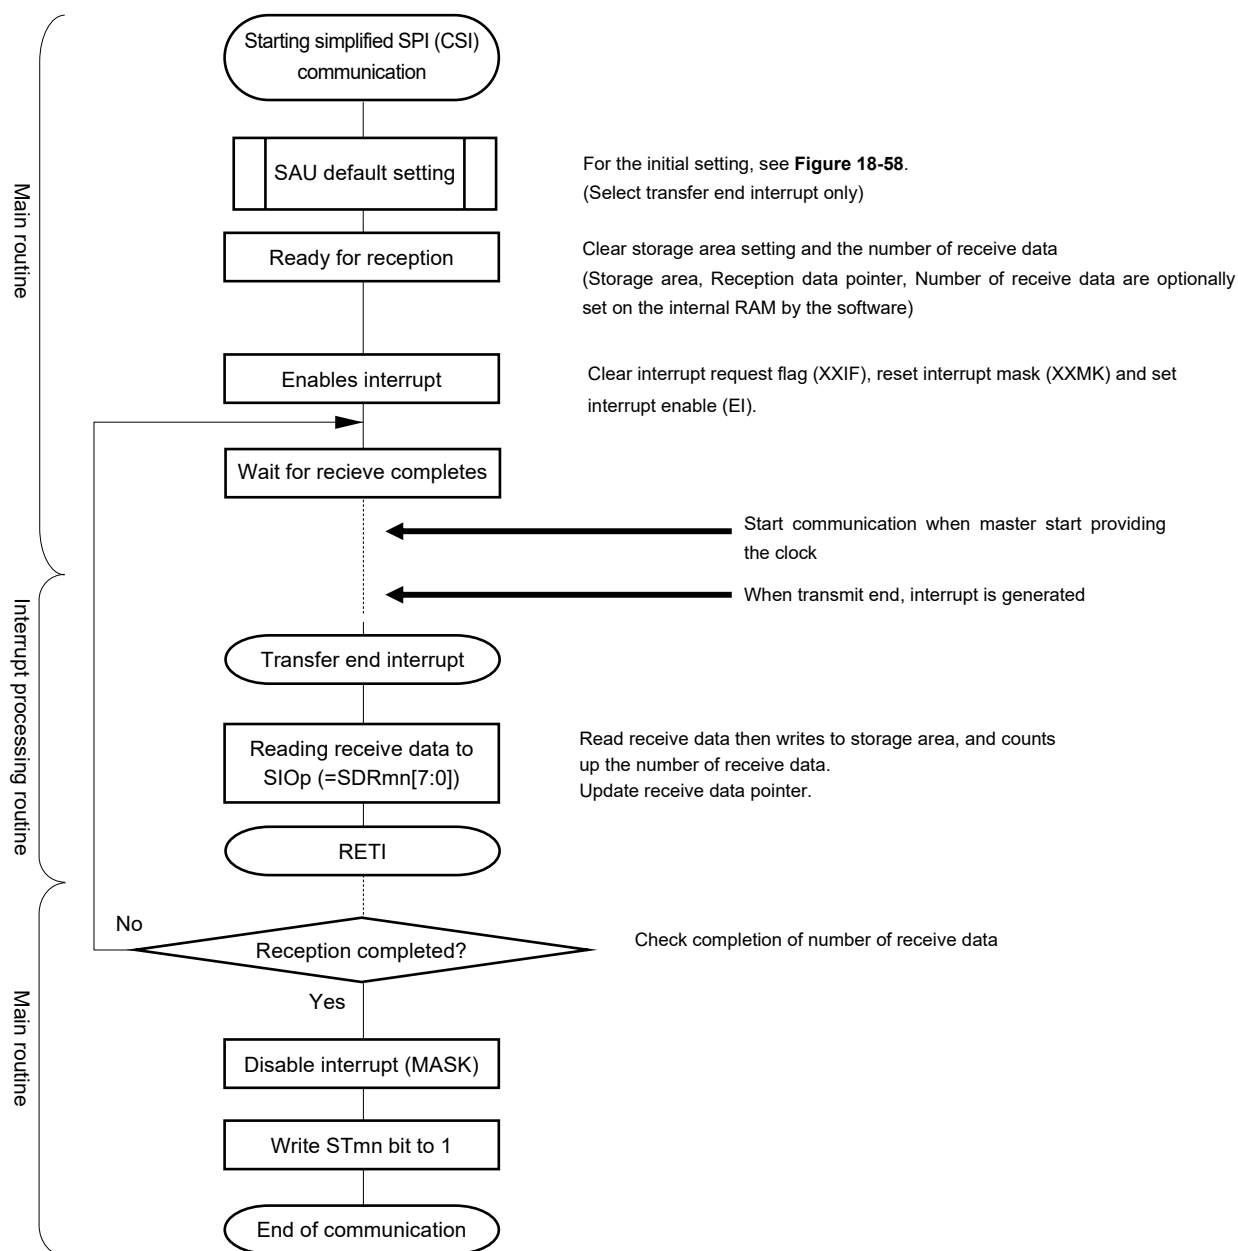 Starting simplified SPI (CSI)
communication
SAU default setting
For the initial setting, see Figure 18-58.
(Select transfer end interrupt only)
Main routine
Ready for reception
Clear storage area setting and the number of receive data
(Storage area, Reception data pointer, Number of receive data are optionally
set on the internal RAM by the software)
Enables interrupt
Clear interrupt request flag (XXIF), reset interrupt mask (XXMK) and set
interrupt enable (EI).
Wait for recieve completes
Start communication when master start providing
the clock
When transmit end, interrupt is generated
Interrupt processing routine
Transfer end interrupt
Reading receive data to
SIOp (=SDRmn[7:0])
Read receive data then writes to storage area, and counts
up the number of receive data.
Update receive data pointer.
RETI
No
Reception completed?
Check completion of number of receive data
Yes
Main routine
Disable interrupt (MASK)
Write STmn bit to 1
End of communication